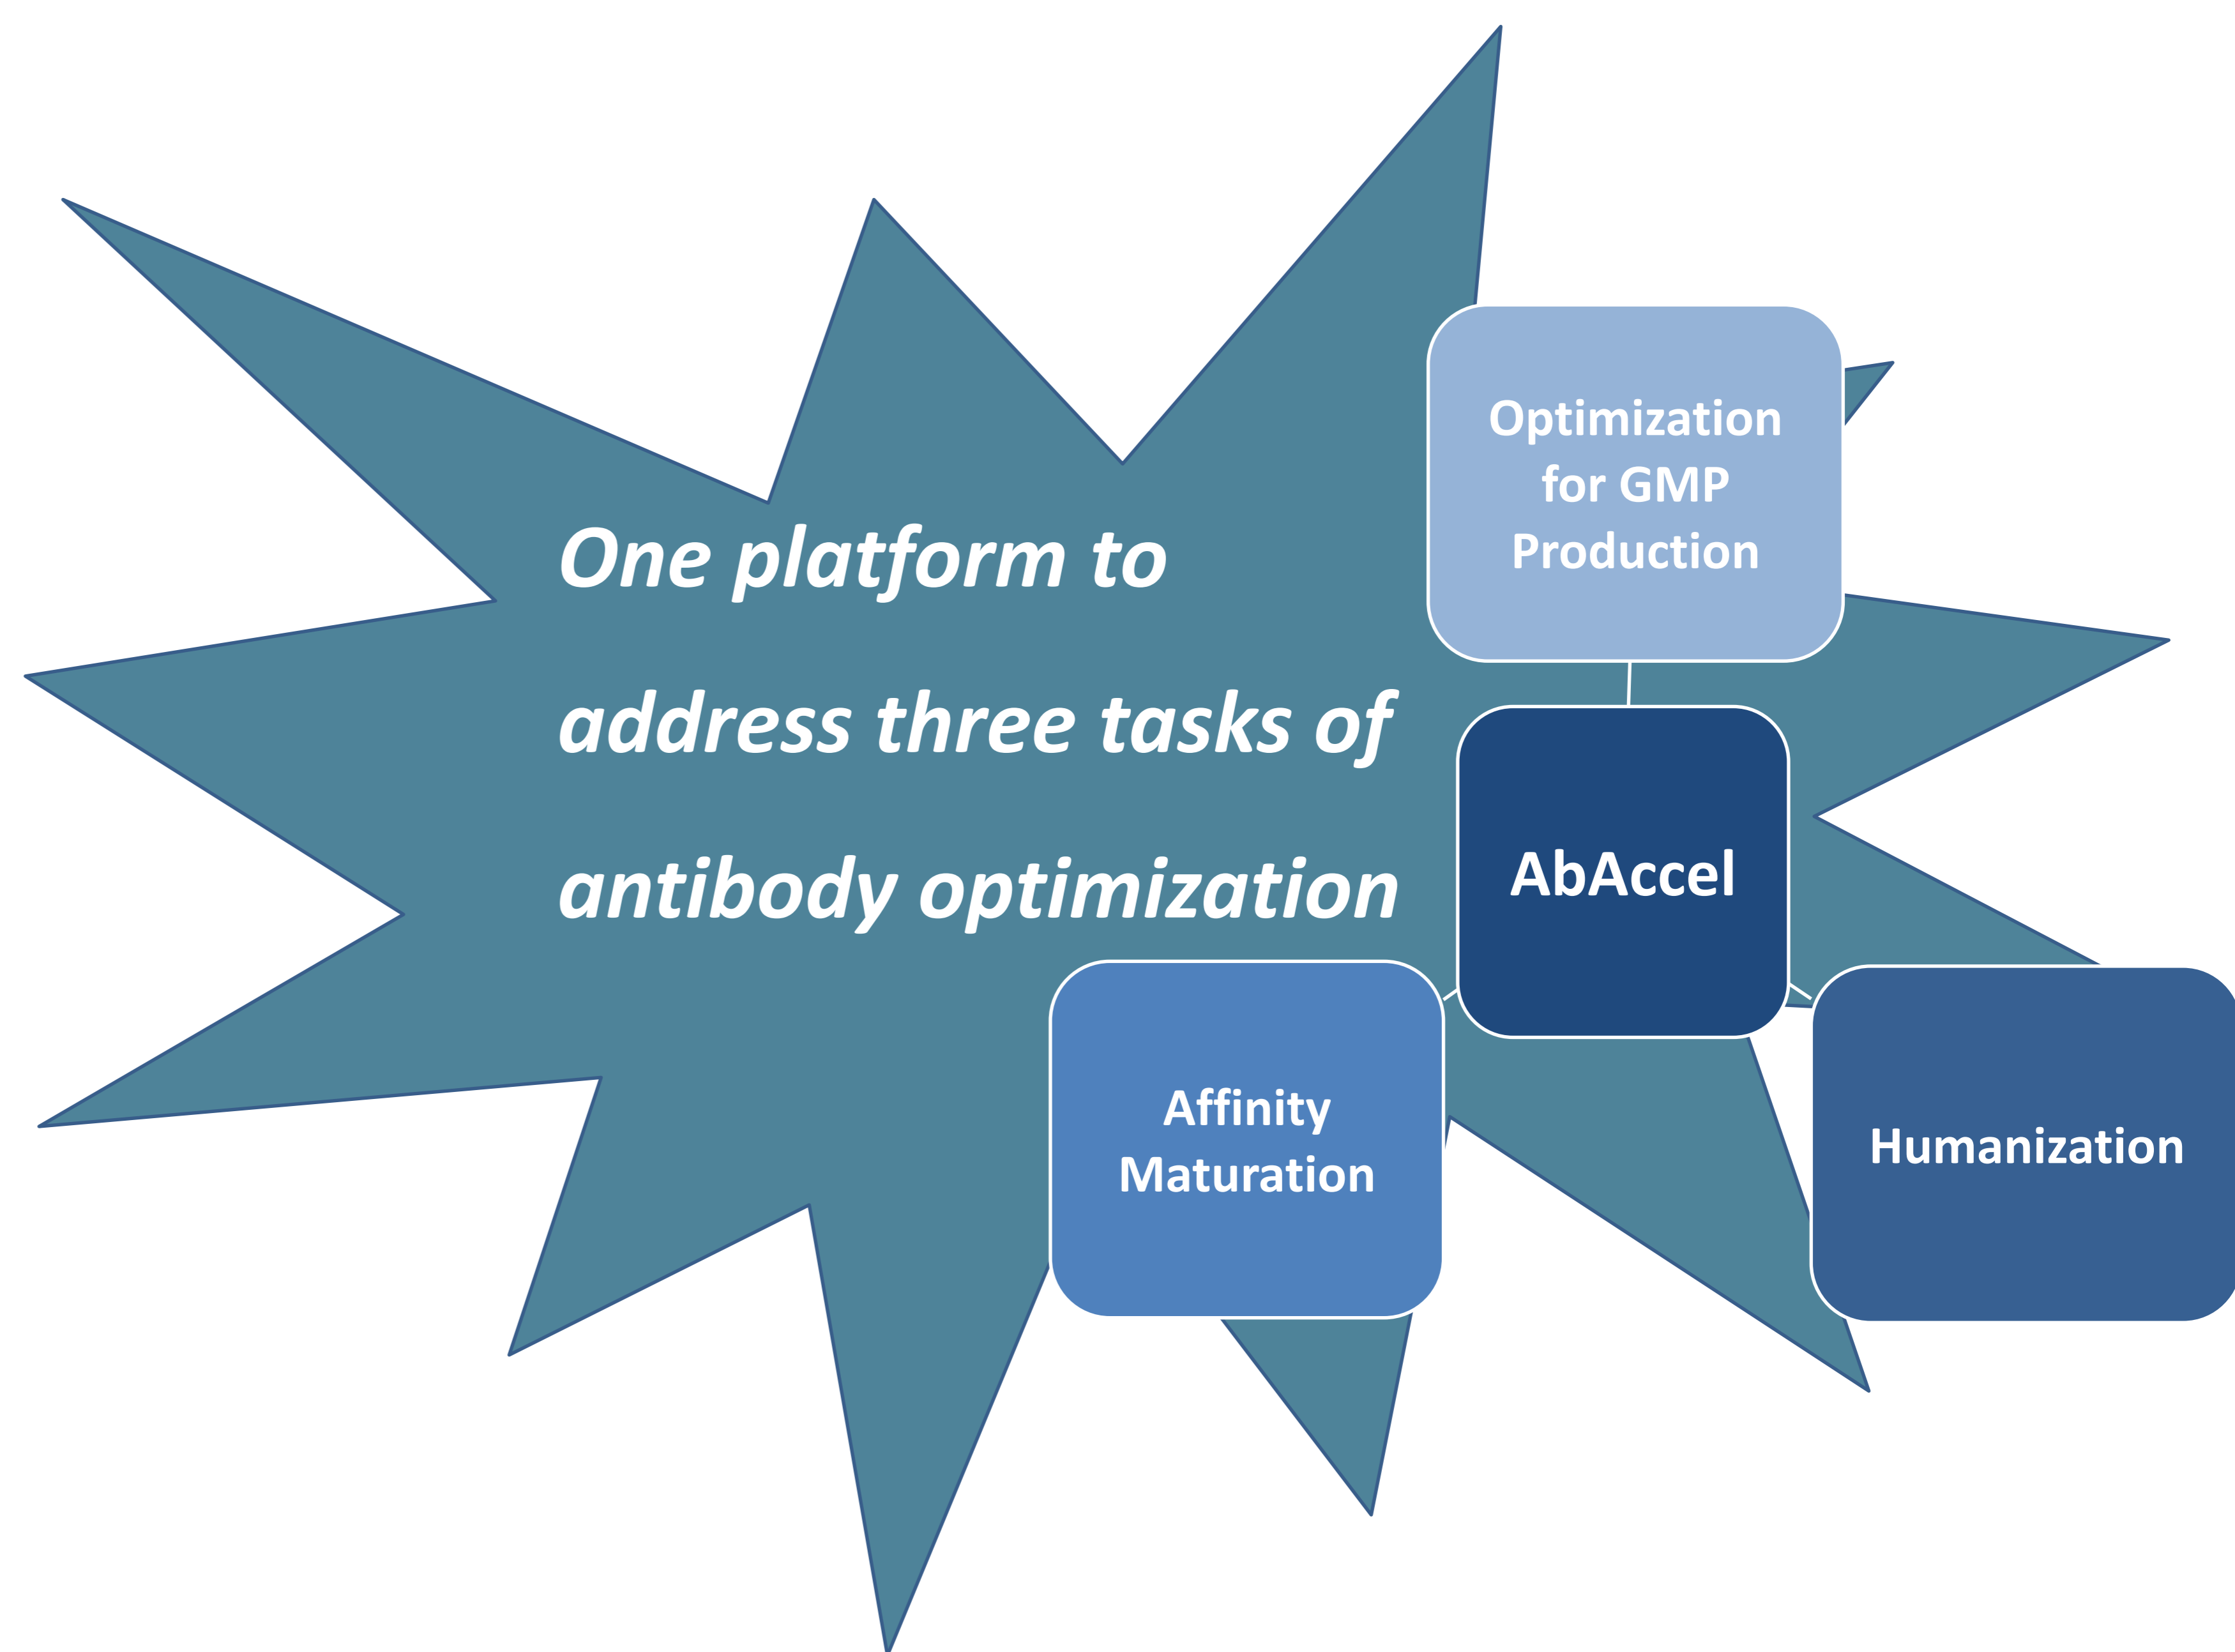 One platform to
address three tasks of
antibody optimization
Optimization
for GMP
Production
AbAccel
Affinity
Maturation
Humanization